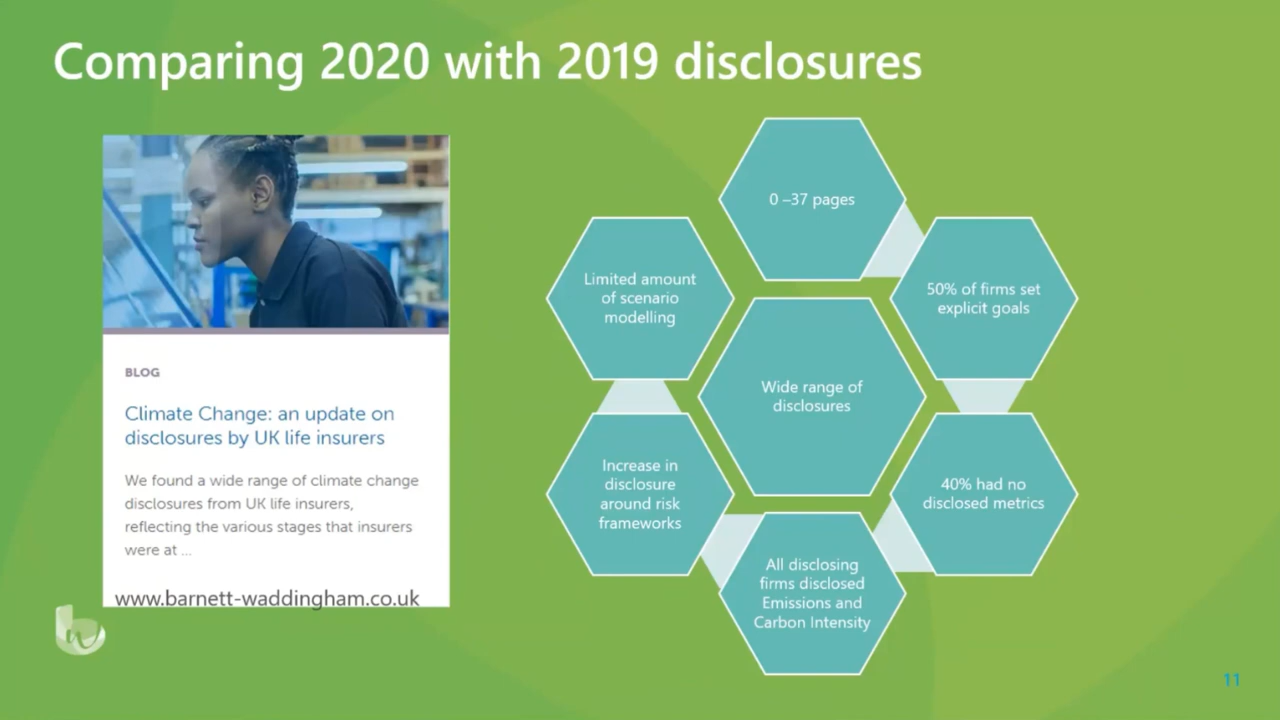 Comparing 2020 with 2019 disclosures
BLOG
Climate Change: an update on
disclosures by UK life insurers
We found a wide range of climate change
disclosures from UK life insurers,
reflecting the various stages that insurers
were at ...
www.barnett-waddingham.co.uk
0 –37 pages
50% of firms set
explicit goals
40% had no
disclosed metrics
All disclosing
firms disclosed
Emissions and
Carbon Intensity
Increase in
disclosure
around risk
frameworks
Limited amount
of scenario
modelling
Wide range of
disclosures
11